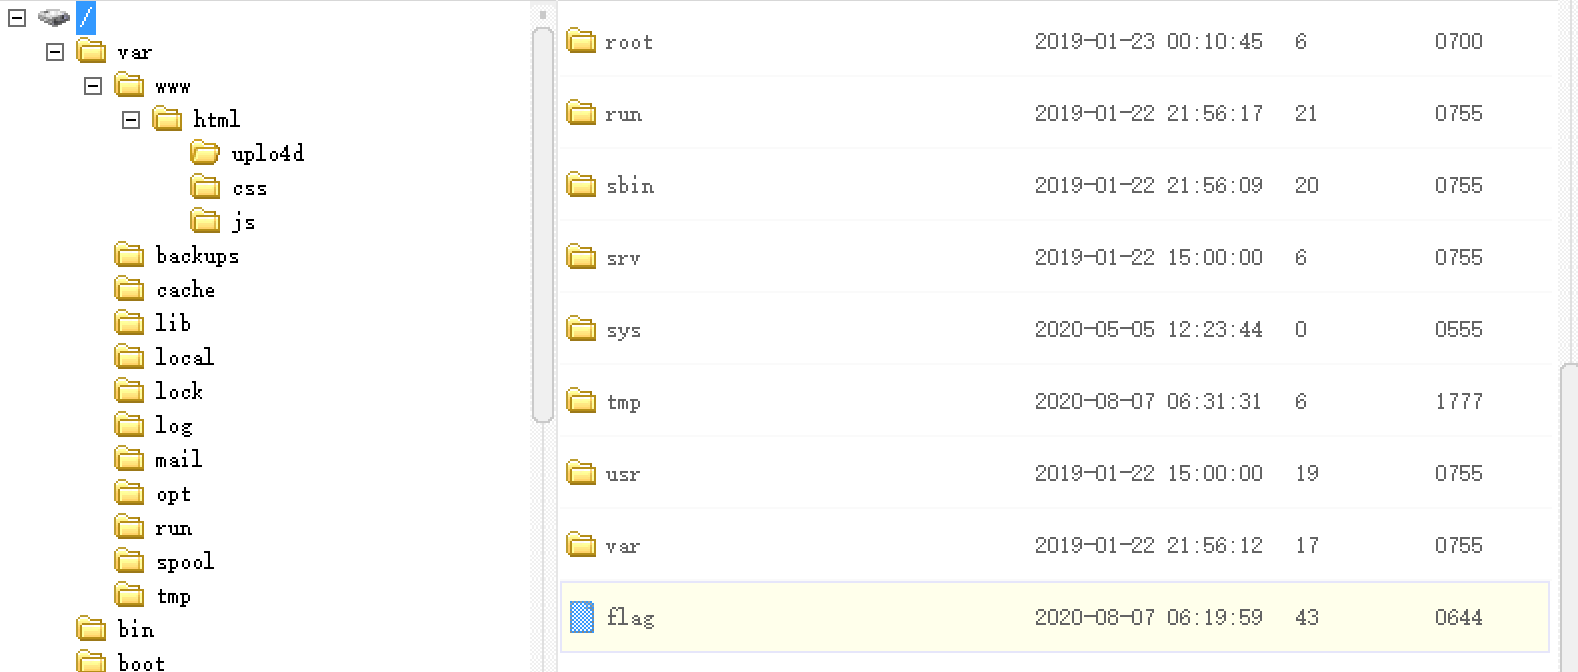 /
var
www
html
uplo4d
css
js
backups
cache
lib
local
lock
log
mail
opt
run
spool
tmp
bin
boot
root 2019-01-23 00:10:45 6 0700
run 2019-01-22 21:56:17 21 0755
sbin 2019-01-22 21:56:09 20 0755
srv 2019-01-22 15:00:00 6 0755
sys 2020-05-05 12:23:44 0 0555
tmp 2020-08-07 06:31:31 6 1777
usr 2019-01-22 15:00:00 19 0755
var 2019-01-22 21:56:12 17 0755
flag 2020-08-07 06:19:59 43 0644